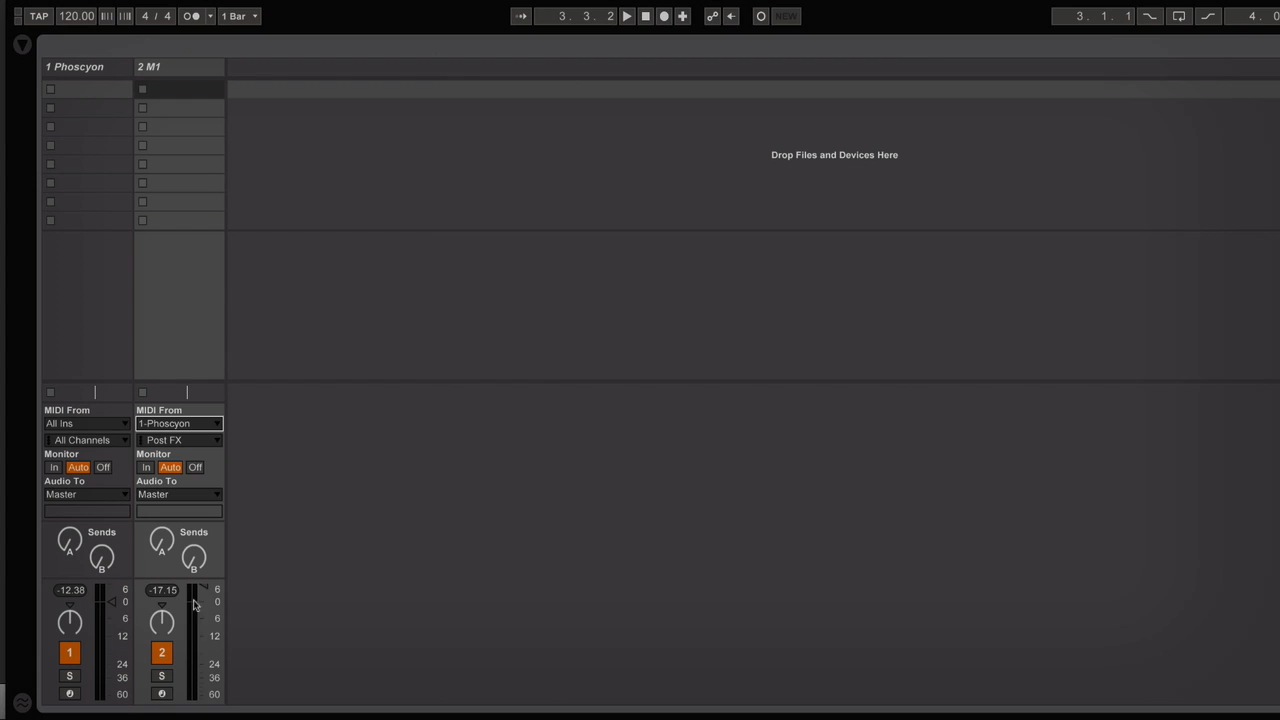 TAP 120.00 4 / 4 1 Bar 3. 3. 2 NEW 3. 1. 1 4. 0
1 Phoscyon 2 M1
Drop Files and Devices Here
MIDI From MIDI From
All Ins 1-Phoscyon
All Channels Post FX
Monitor Monitor
In Auto Off In Auto Off
Audio To Audio To
Master Master
Sends Sends
A A
B B
-12.38 6 -17.15 6
0 0
6 6
12 12
1 2
24 24
S 36 S 36
60 60